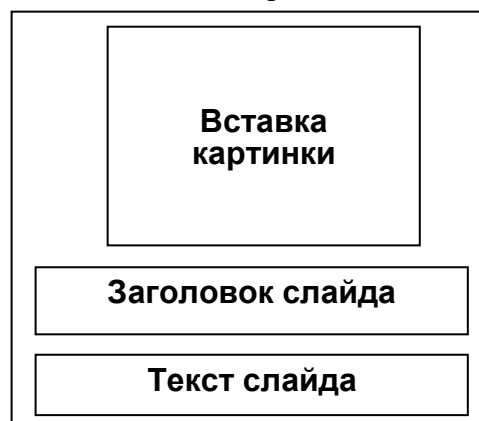 Вставка
картинки
Заголовок слайда
Текст слайда